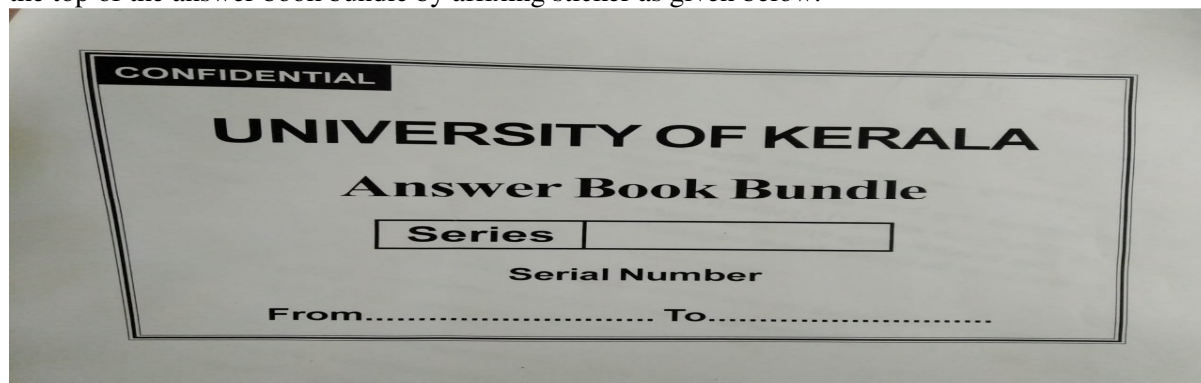 the top of the answer book bundle by affixing sticker as given below.
CONFIDENTIAL
UNIVERSITY OF KERALA
Answer Book Bundle
Series
Serial Number
From............................ To............................